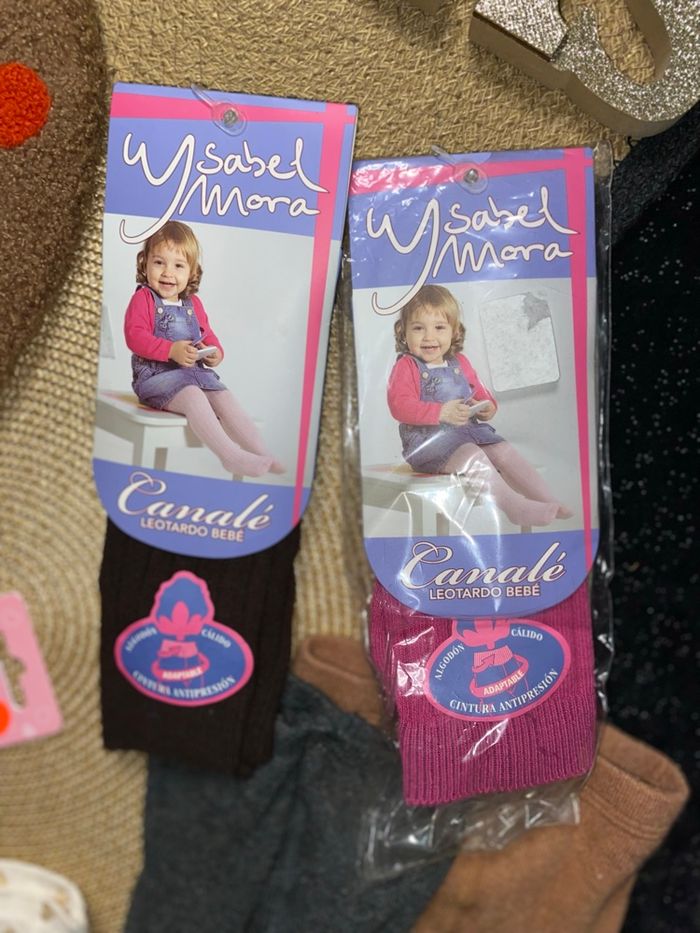 Ysabel
Mora
Canalé
LEOTARDO BEBÉ
ALGODÓN CÁLIDO
ADAPTABLE
CINTURA ANTIPRESIÓN
Ysabel
Mora
Canalé
LEOTARDO BEBÉ
ALGODÓN CÁLIDO
ADAPTABLE
CINTURA ANTIPRESIÓN